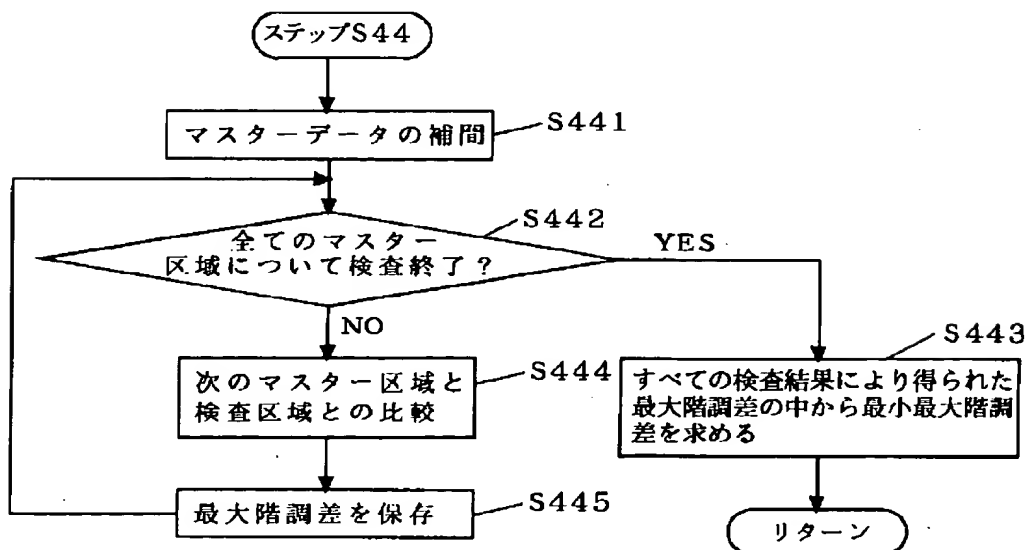 ステップS44
マスターデータの補間
S441
S442
全てのマスター
区域について検査終了？
YES
NO
次のマスター区域と
検査区域との比較
S444
S443
すべての検査結果により得られた
最大階調差の中から最小最大階調
差を求める
最大階調差を保存
S445
リターン